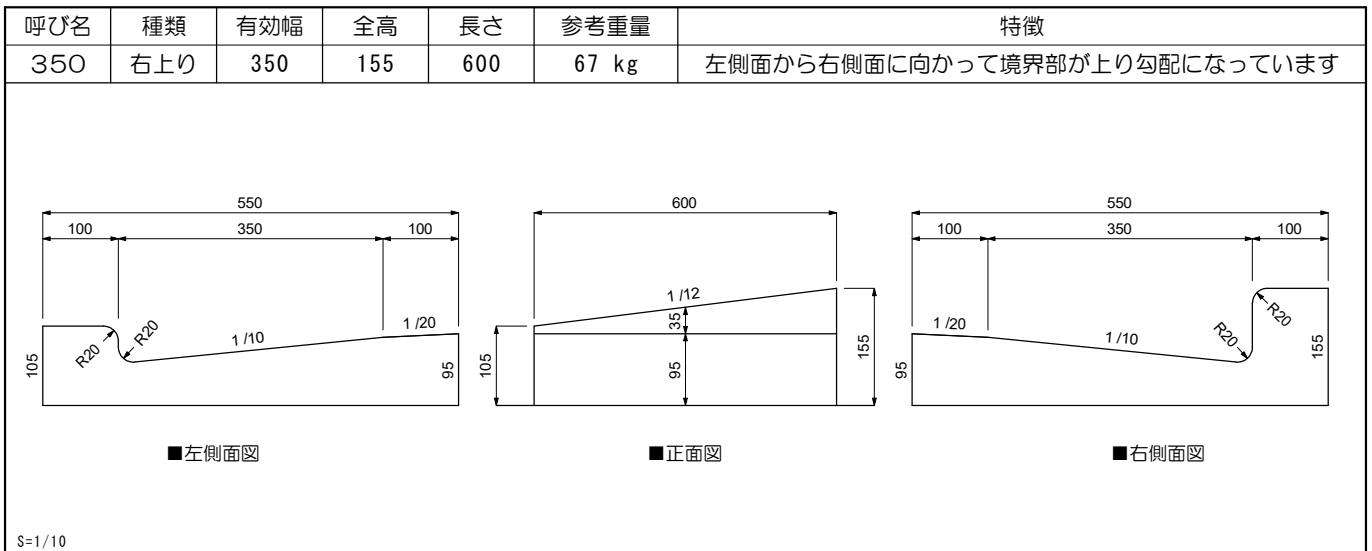 呼び名 種類 有効幅 全高 長さ 参考重量 特徴
350 右上り 350 155 600 67 kg 左側面から右側面に向かって境界部が上り勾配になっています
550
100 350 100
R20
R20
1/10
1/20
105
95
■左側面図
600
1/12
35
105
95
155
■正面図
550
100 350 100
1/20
1/10
R20
R20
95
155
■右側面図
S=1/10